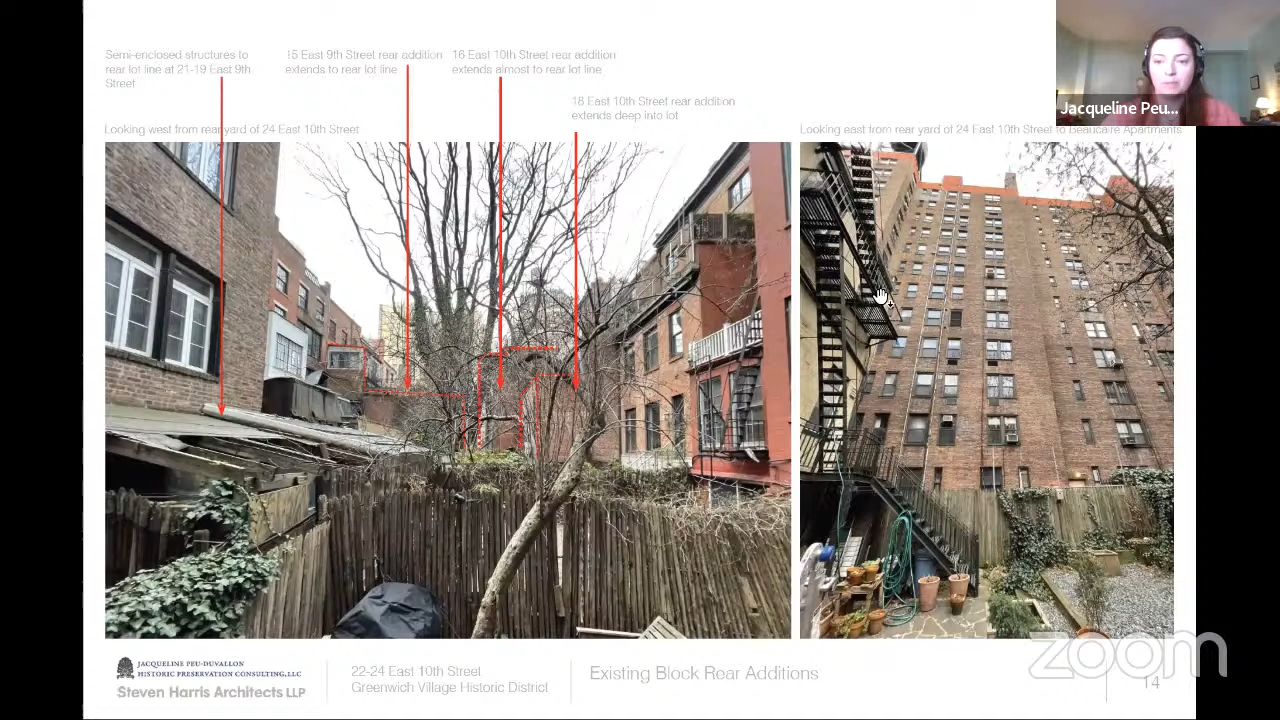 Semi-enclosed structures to
rear lot line at 21-19 East 9th
Street
15 East 9th Street rear addition
extends to rear lot line
16 East 10th Street rear addition
extends almost to rear lot line
18 East 10th Street rear addition
extends deep into lot
Jacqueline Peu...
Looking west from rear yard of 24 East 10th Street
Looking east from rear yard of 24 East 10th Street to Beaucaire Apartments
JACQUELINE PEU-DUVALLON
HISTORIC PRESERVATION CONSULTING, LLC
Steven Harris Architects LLP
22-24 East 10th Street
Greenwich Village Historic District
Existing Block Rear Additions
zoom
14